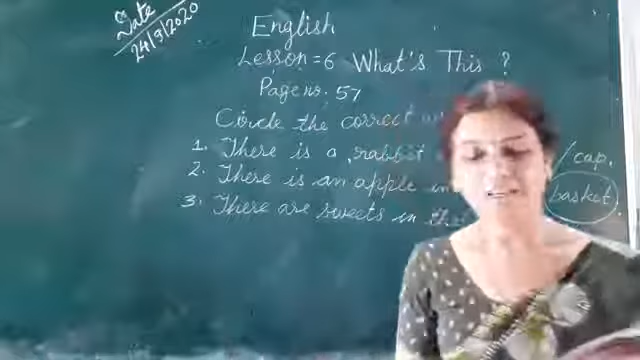 Date
24/3/2020
English
Lesson = 6 What's This ?
Page no. 57
Circle the correct
1. There is a rabbit / cap.
2. There is an apple in basket
3. There are sweets in the